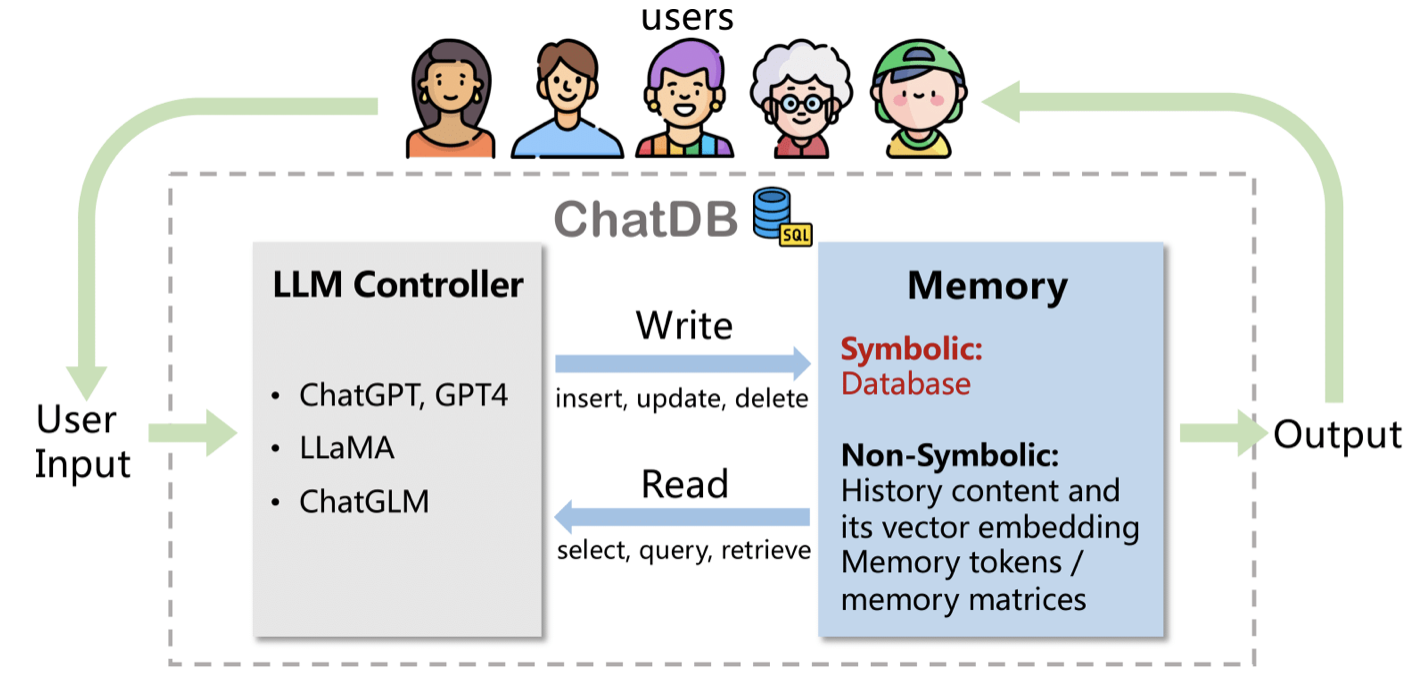 users
ChatDB
SQL
LLM Controller
• ChatGPT, GPT4
• LLaMA
• ChatGLM
Write
insert, update, delete
Read
select, query, retrieve
Memory
Symbolic:
Database
Non-Symbolic:
History content and
its vector embedding
Memory tokens /
memory matrices
User
Input
Output